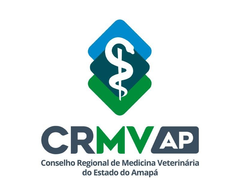 CRMV AP
Conselho Regional de Medicina Veterinária
do Estado do Amapá